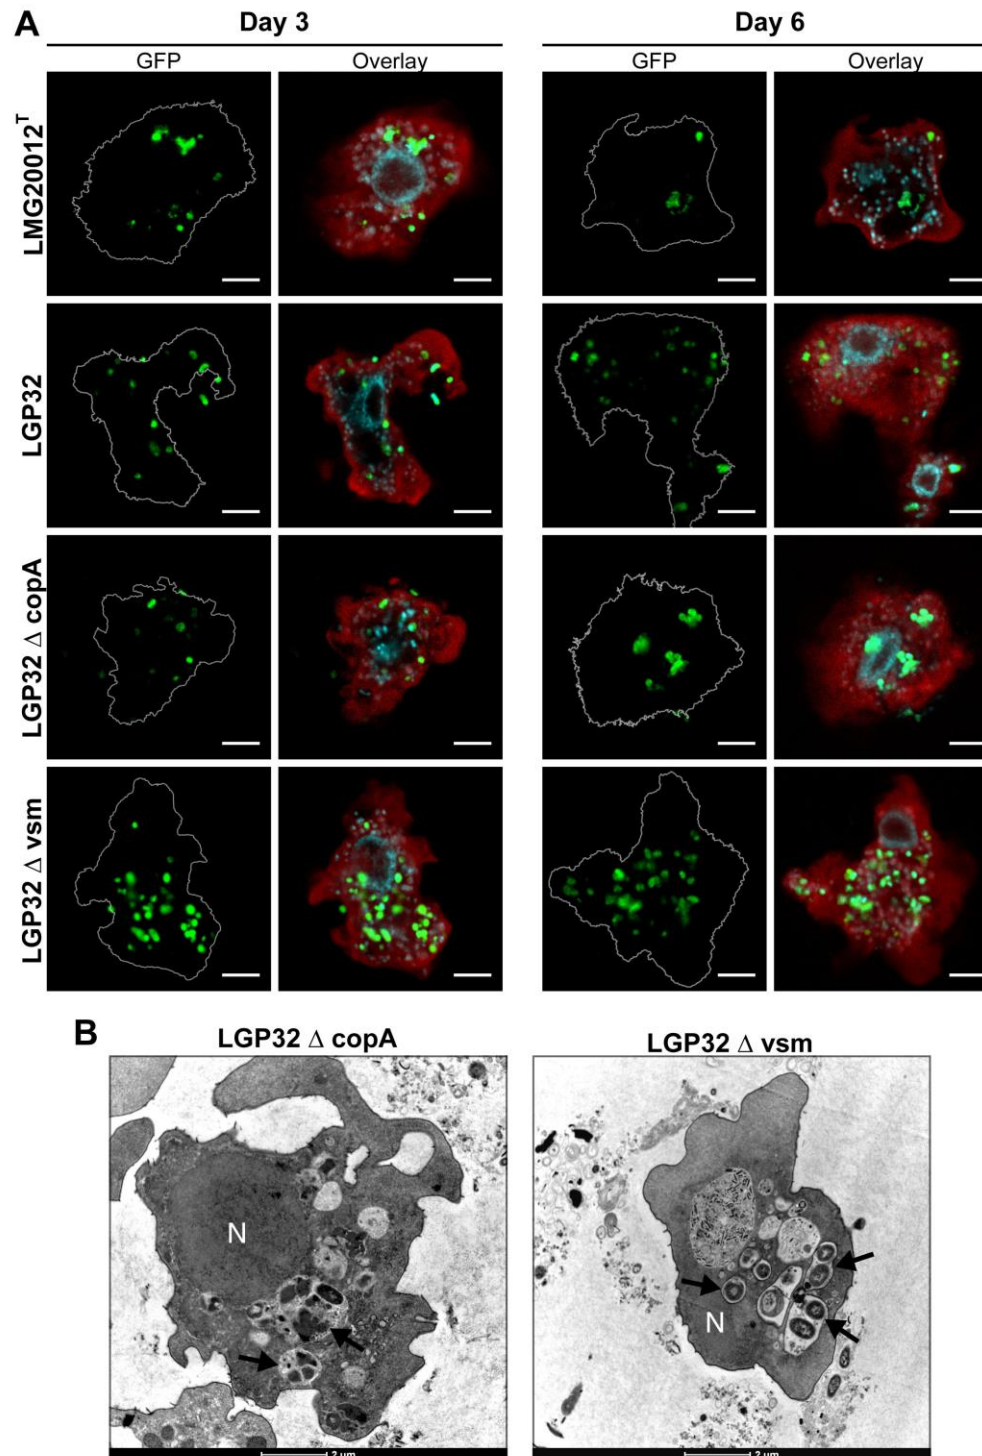 A
Day 3
Day 6
GFP
Overlay
GFP
Overlay
LMG20012T
LGP32
LGP32 Δ copA
LGP32 Δ vsm
B
LGP32 Δ copA
LGP32 Δ vsm
N
N
2 µm
2 µm